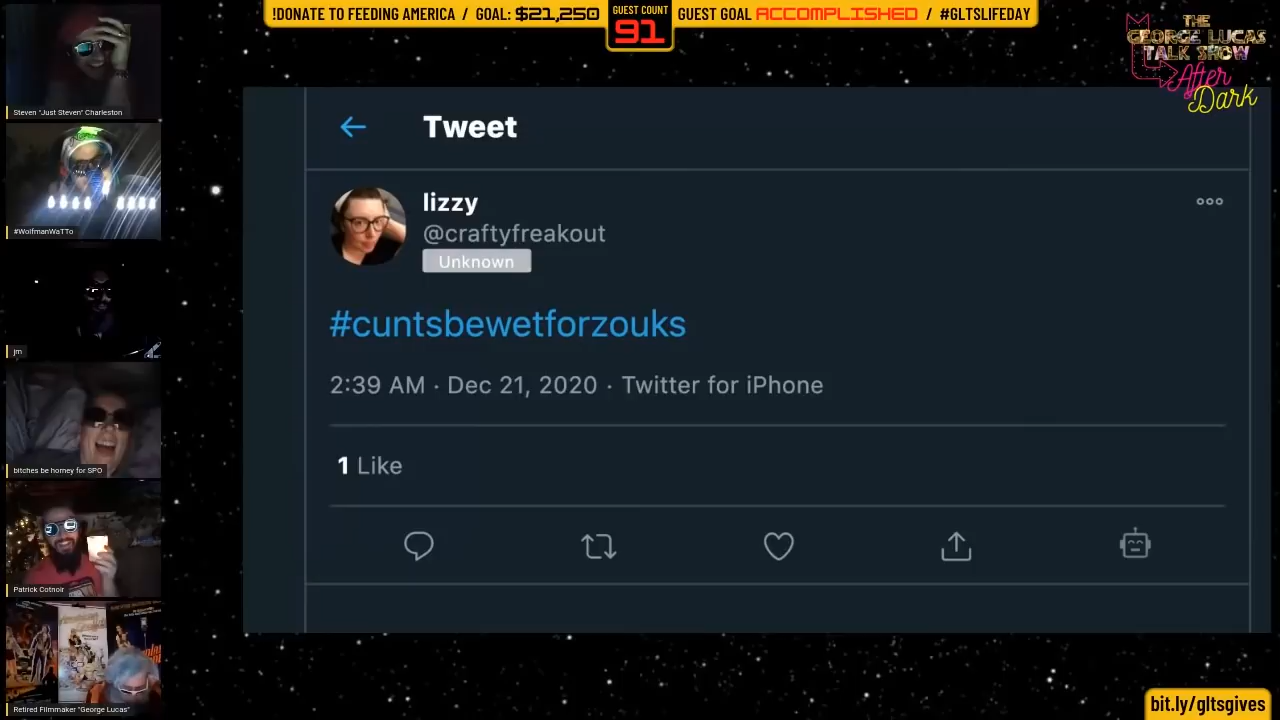 !DONATE TO FEEDING AMERICA / GOAL: $21,250
GUEST COUNT
91
GUEST GOAL ACCOMPLISHED / #GLTSLIFEDAY
THE
GEORGE LUCAS
TALK SHOW
After
Dark
Steven "Just Steven" Charleston
#WolfmanWaTTo
jm
bitches be horney for SPO
Patrick Cotnoir
Retired Filmmaker "George Lucas"
Tweet
lizzy
@craftyfreakout
Unknown
#cuntsbewetforzouks
2:39 AM · Dec 21, 2020 · Twitter for iPhone
1 Like
bit.ly/gltsgives